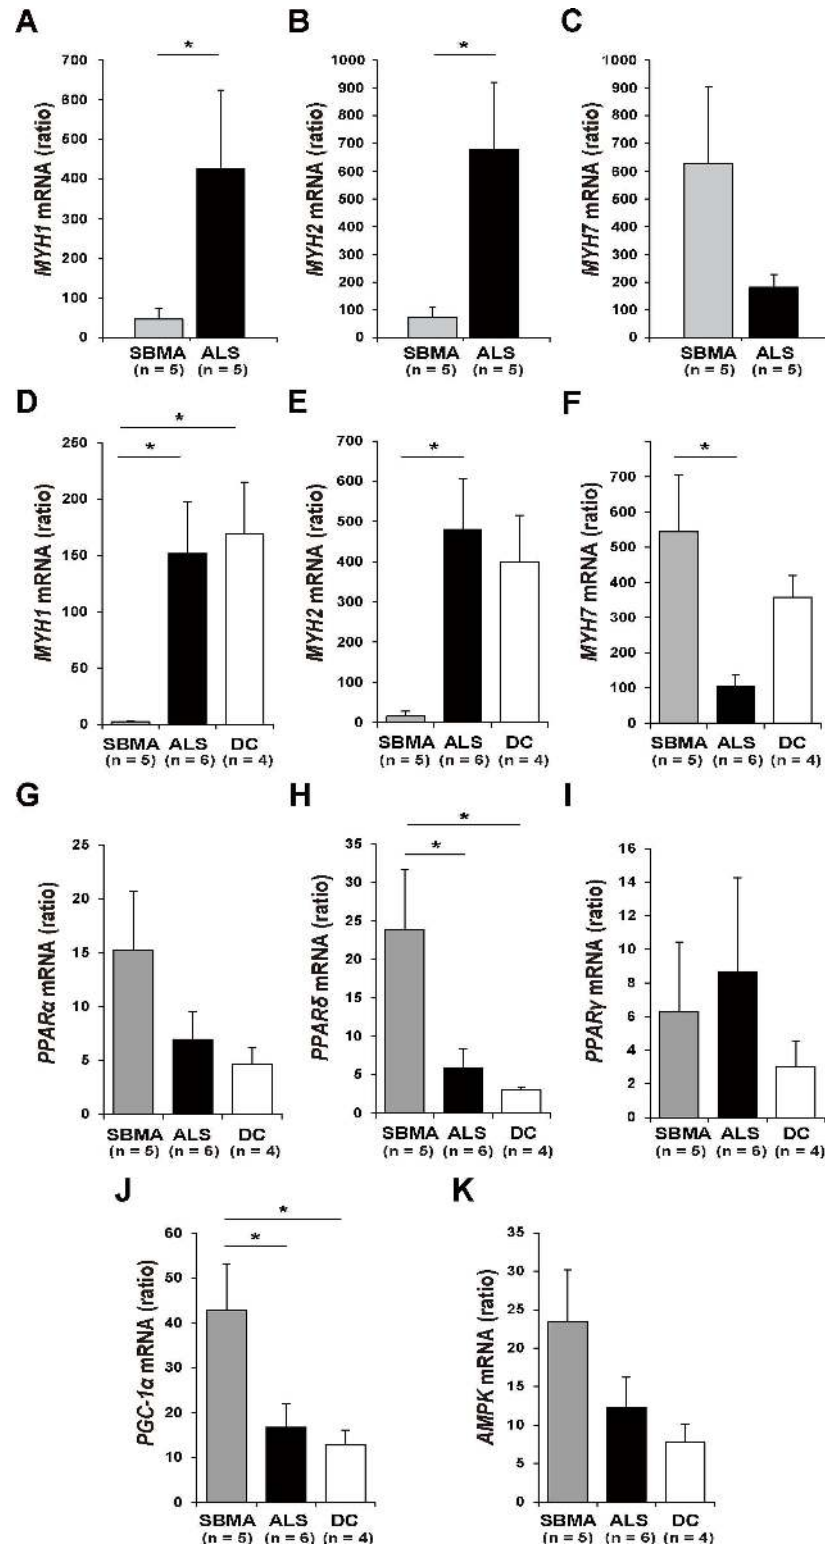 A
B
C
*
*
MYH1 mRNA (ratio)
700
600
500
400
300
200
100
0
SBMA ALS
(n = 5) (n = 5)
MYH2 mRNA (ratio)
1000
900
800
700
600
500
400
300
200
100
0
SBMA ALS
(n = 5) (n = 5)
MYH7 mRNA (ratio)
1000
900
800
700
600
500
400
300
200
100
0
SBMA ALS
(n = 5) (n = 5)
D
E
F
*
*
*
*
MYH1 mRNA (ratio)
250
200
150
100
50
0
SBMA ALS DC
(n = 5) (n = 6) (n = 4)
MYH2 mRNA (ratio)
700
600
500
400
300
200
100
0
SBMA ALS DC
(n = 5) (n = 6) (n = 4)
MYH7 mRNA (ratio)
700
600
500
400
300
200
100
0
SBMA ALS DC
(n = 5) (n = 6) (n = 4)
G
H
I
*
*
PPARα mRNA (ratio)
25
20
15
10
5
0
SBMA ALS DC
(n = 5) (n = 6) (n = 4)
PPARδ mRNA (ratio)
35
30
25
20
15
10
5
0
SBMA ALS DC
(n = 5) (n = 6) (n = 4)
PPARγ mRNA (ratio)
16
14
12
10
8
6
4
2
0
SBMA ALS DC
(n = 5) (n = 6) (n = 4)
J
K
*
*
PGC-1α mRNA (ratio)
60
50
40
30
20
10
0
SBMA ALS DC
(n = 5) (n = 6) (n = 4)
AMPK mRNA (ratio)
35
30
25
20
15
10
5
0
SBMA ALS DC
(n = 5) (n = 6) (n = 4)